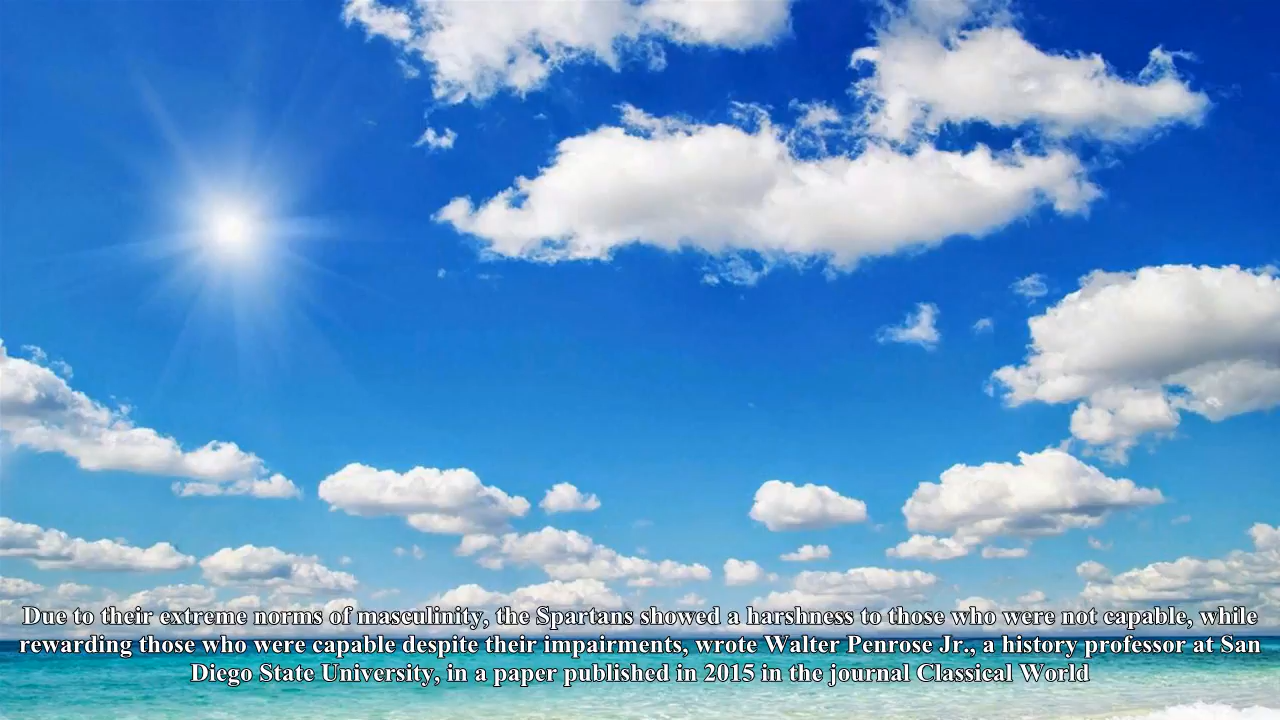 Due to their extreme norms of masculinity, the Spartans showed a harshness to those who were not capable, while
rewarding those who were capable despite their impairments, wrote Walter Penrose Jr., a history professor at San
Diego State University, in a paper published in 2015 in the journal Classical World